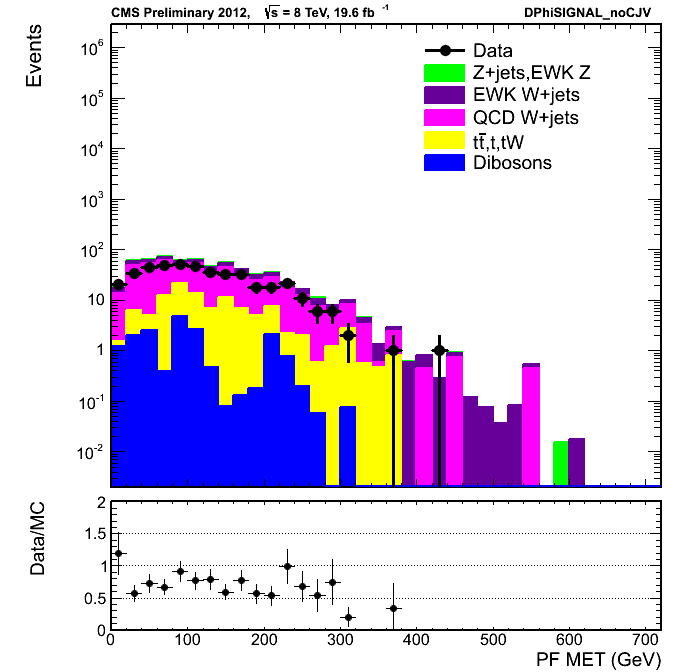 CMS Preliminary 2012, √s = 8 TeV, 19.6 fb⁻¹ DPhiSIGNAL_noCJV
Events
10⁶
10⁵
10⁴
10³
10²
10
1
10⁻¹
10⁻²
Data
Z+jets,EWK Z
EWK W+jets
QCD W+jets
tt̄,t,tW
Dibosons
Data/MC
2
1.5
1
0.5
0
0 100 200 300 400 500 600 700
PF MET (GeV)